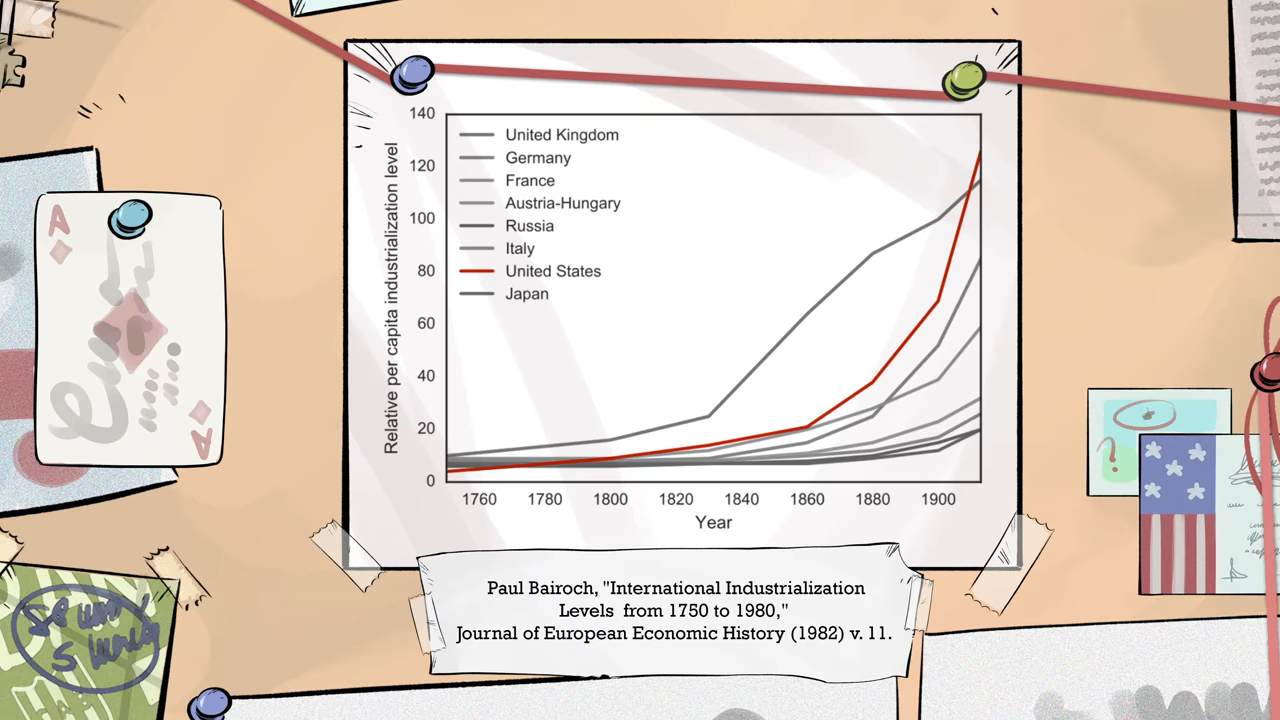 A
A
140
120
100
80
60
40
20
0
Relative per capita industrialization level
United Kingdom
Germany
France
Austria-Hungary
Russia
Italy
United States
Japan
1760 1780 1800 1820 1840 1860 1880 1900
Year
?
Paul Bairoch, "International Industrialization
Levels from 1750 to 1980,"
Journal of European Economic History (1982) v. 11.